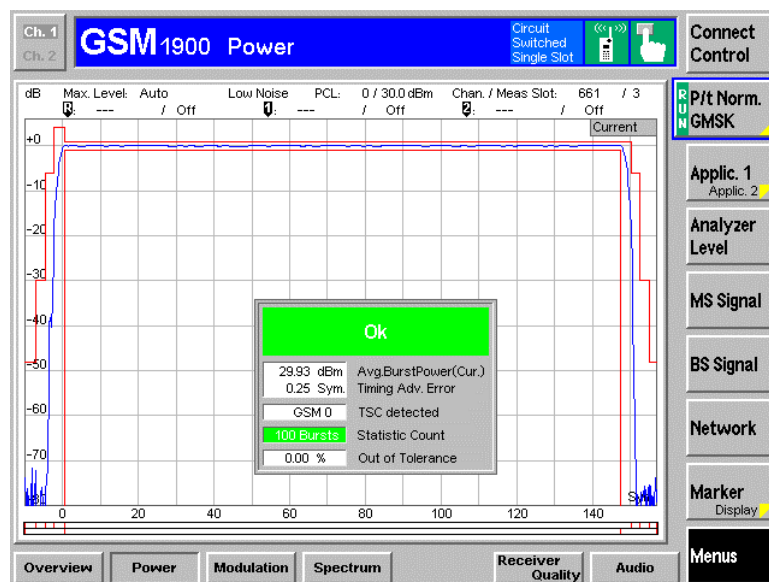 Ch. 1
Ch. 2
GSM 1900 Power
Circuit
Switched
Single Slot
Connect
Control
dB Max. Level: Auto Low Noise PCL: 0 / 30.0 dBm Chan. / Meas Slot: 661 / 3
R: --- / Off 1: --- / Off 2: --- / Off
RUN
P/t Norm.
GMSK
Current
+0
-10
-20
-30
-40
-50
-60
-70
0 20 40 60 80 100 120 140
Ok
29.93 dBm Avg.BurstPower(Cur.)
0.25 Sym. Timing Adv. Error
GSM 0 TSC detected
100 Bursts Statistic Count
0.00 % Out of Tolerance
Applic. 1
Applic. 2
Analyzer
Level
MS Signal
BS Signal
Network
Marker
Display
Menus
Overview Power Modulation Spectrum Receiver Quality Audio